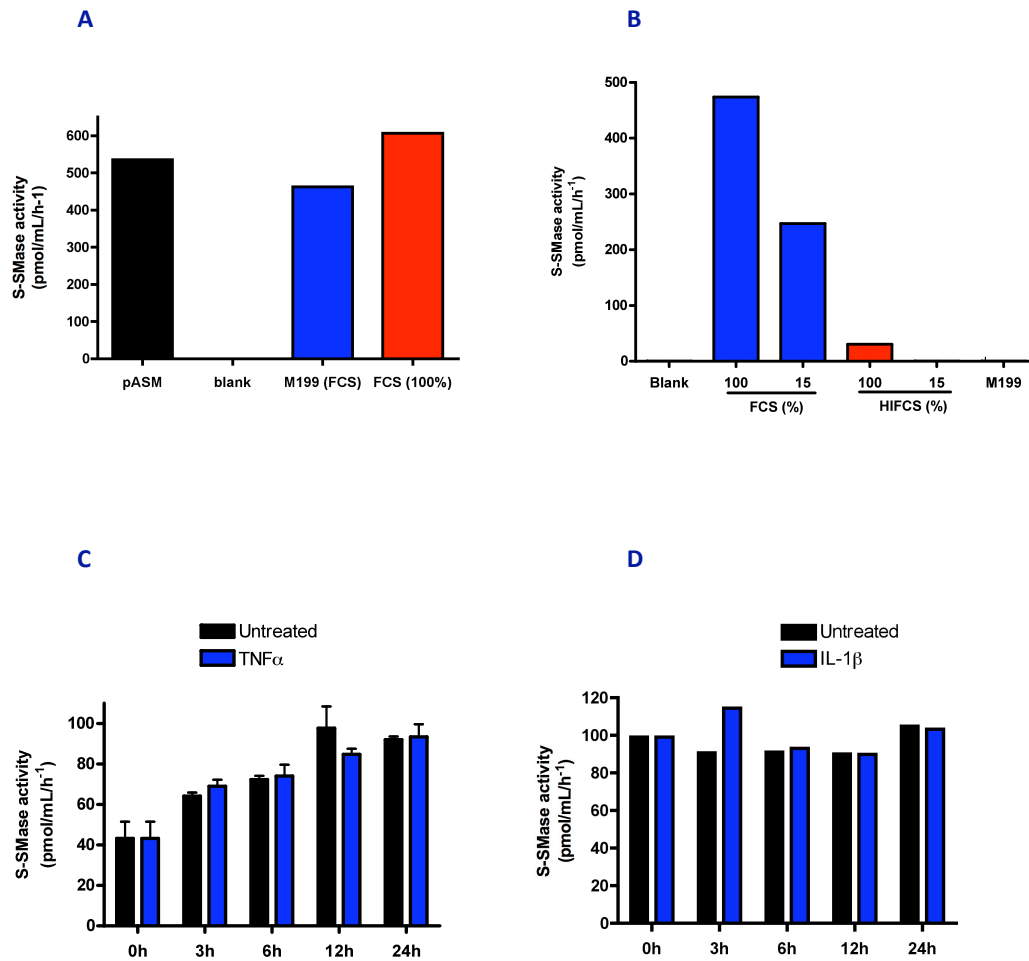 A
S-SMase activity
(pmol/mL/h-1)
600
500
400
300
200
100
0
pASM blank M199 (FCS) FCS (100%)
B
S-SMase activity
(pmol/mL/h⁻¹)
500
400
300
200
100
0
Blank 100 15 100 15 M199
FCS (%) HIFCS (%)
C
Untreated
TNFα
S-SMase activity
(pmol/mL/h⁻¹)
100
80
60
40
20
0
0h 3h 6h 12h 24h
D
Untreated
IL-1β
S-SMase activity
(pmol/mL/h⁻¹)
120
100
80
60
40
20
0
0h 3h 6h 12h 24h